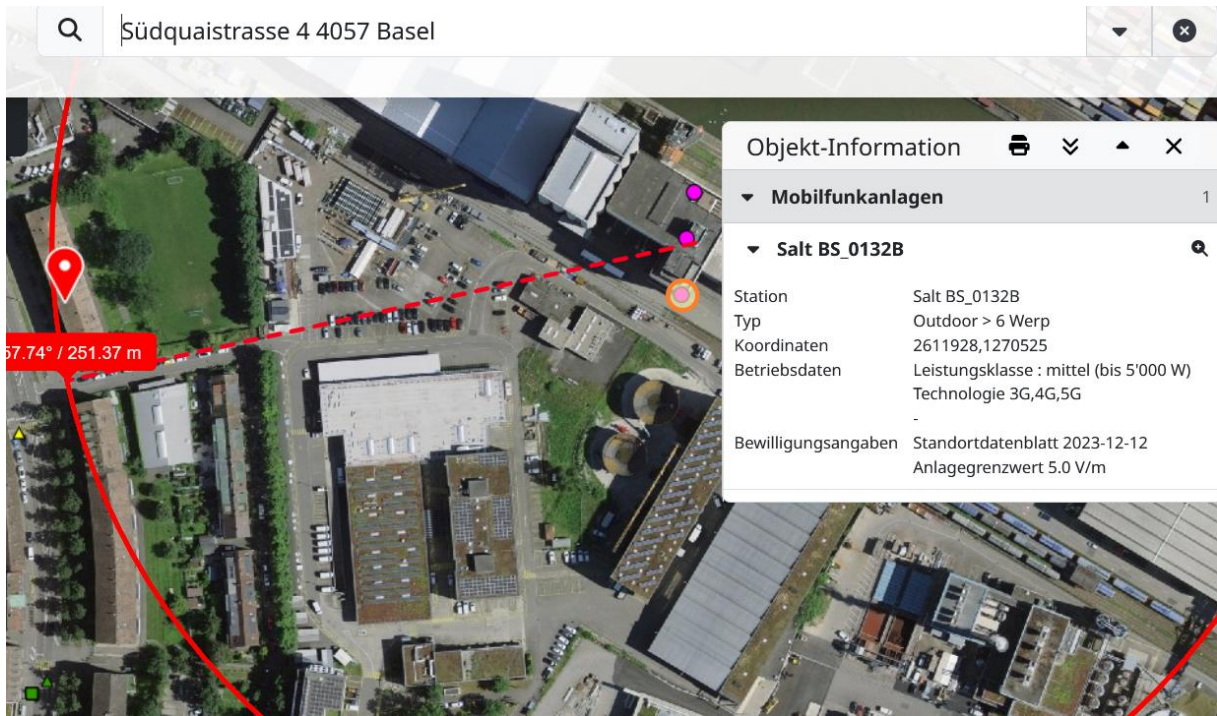 Südquaistrasse 4 4057 Basel
Objekt-Information
Mobilfunkanlagen 1
Salt BS_0132B
Station Salt BS_0132B
Typ Outdoor > 6 Werp
Koordinaten 2611928,1270525
Betriebsdaten Leistungsklasse : mittel (bis 5'000 W)
Technologie 3G,4G,5G
-
Bewilligungsangaben Standortdatenblatt 2023-12-12
Anlagegrenzwert 5.0 V/m
57.74° / 251.37 m